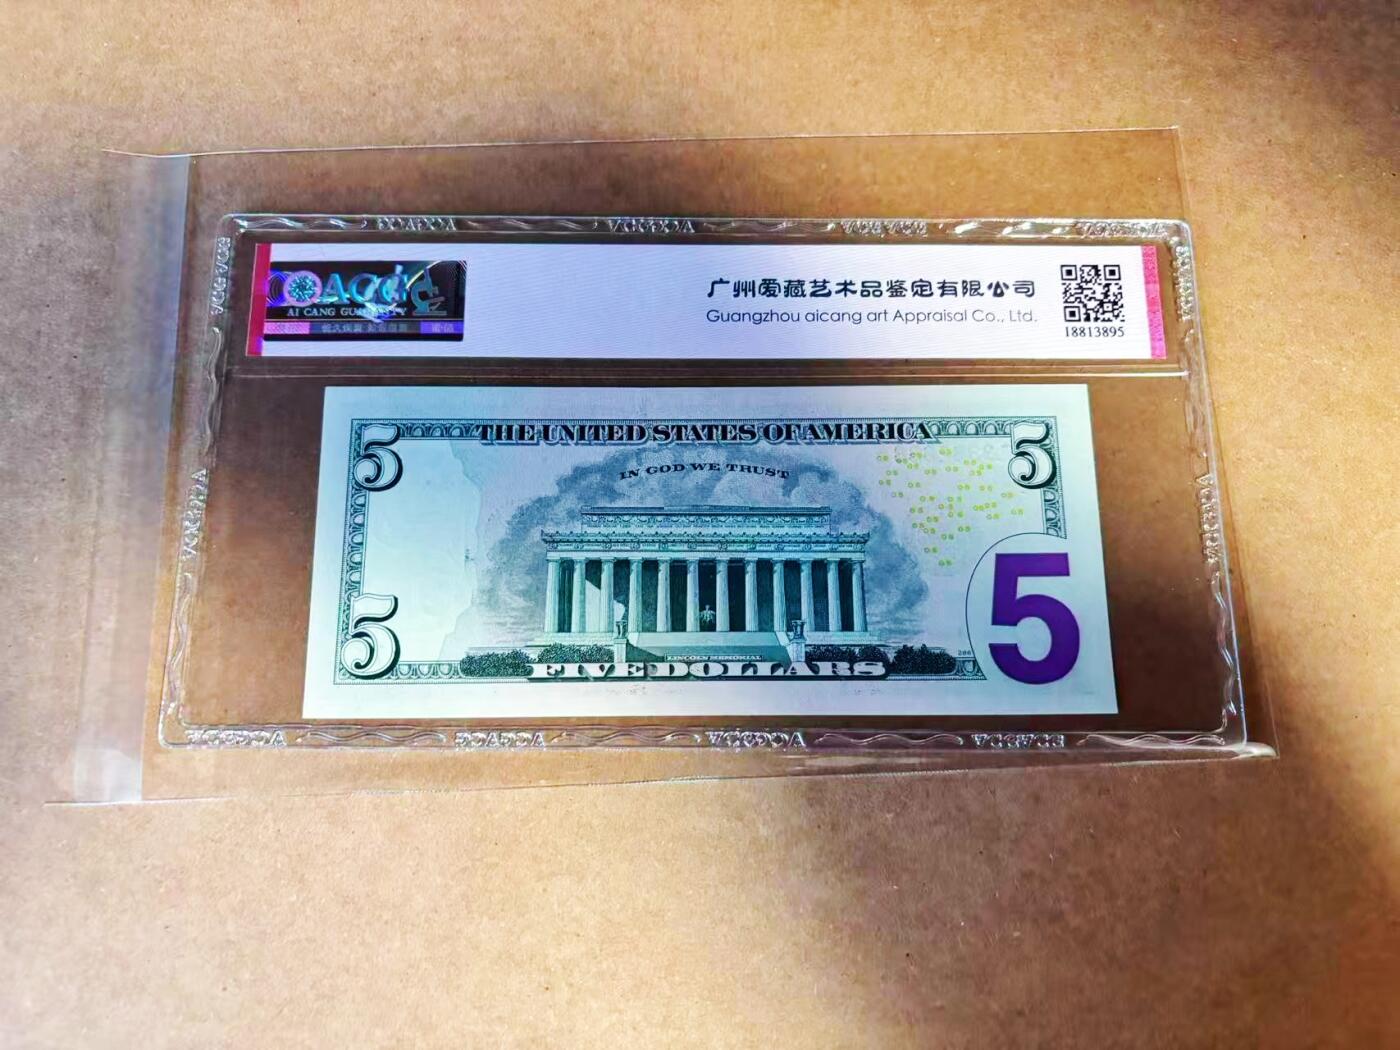 ACGG
AI CANG GUARANTY
广州爱藏艺术品鉴定有限公司
Guangzhou aicang art Appraisal Co., Ltd.
18813895
5
THE UNITED STATES OF AMERICA
5
IN GOD WE TRUST
5
LINCOLN MEMORIAL
FIVE DOLLARS
5